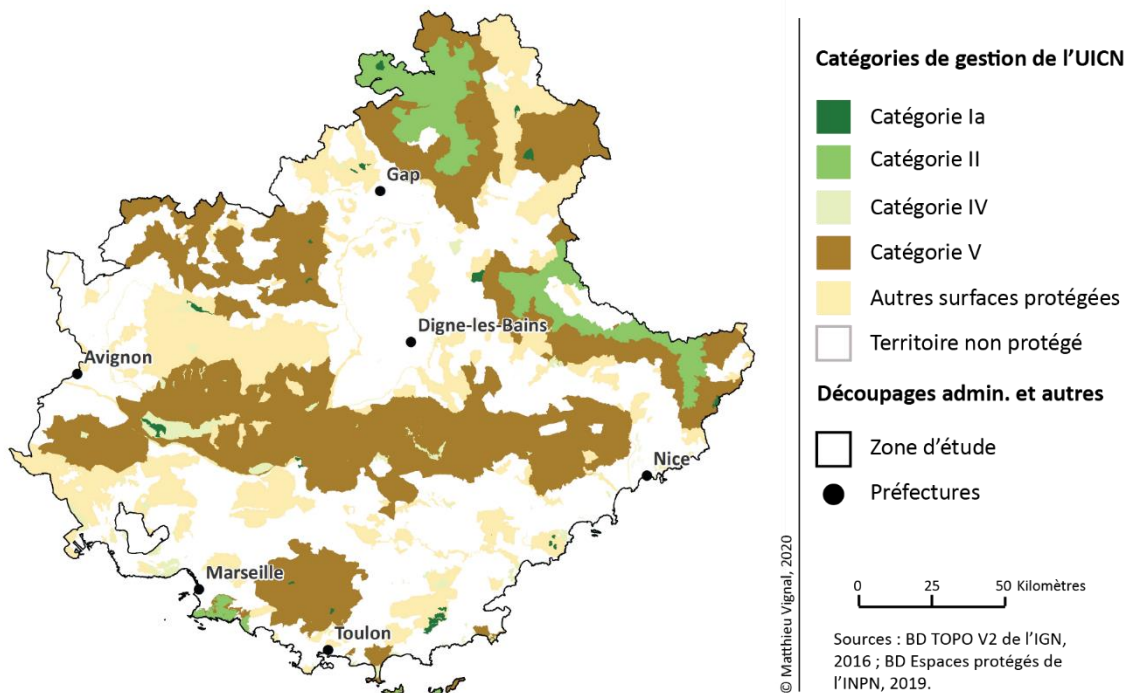 Gap
Digne-les-Bains
Avignon
Nice
Marseille
Toulon
© Matthieu Vignal, 2020
Catégories de gestion de l’UICN
Catégorie Ia
Catégorie II
Catégorie IV
Catégorie V
Autres surfaces protégées
Territoire non protégé
Découpages admin. et autres
Zone d’étude
Préfectures
0 25 50 Kilomètres
Sources : BD TOPO V2 de l’IGN,
2016 ; BD Espaces protégés de
l’INPN, 2019.